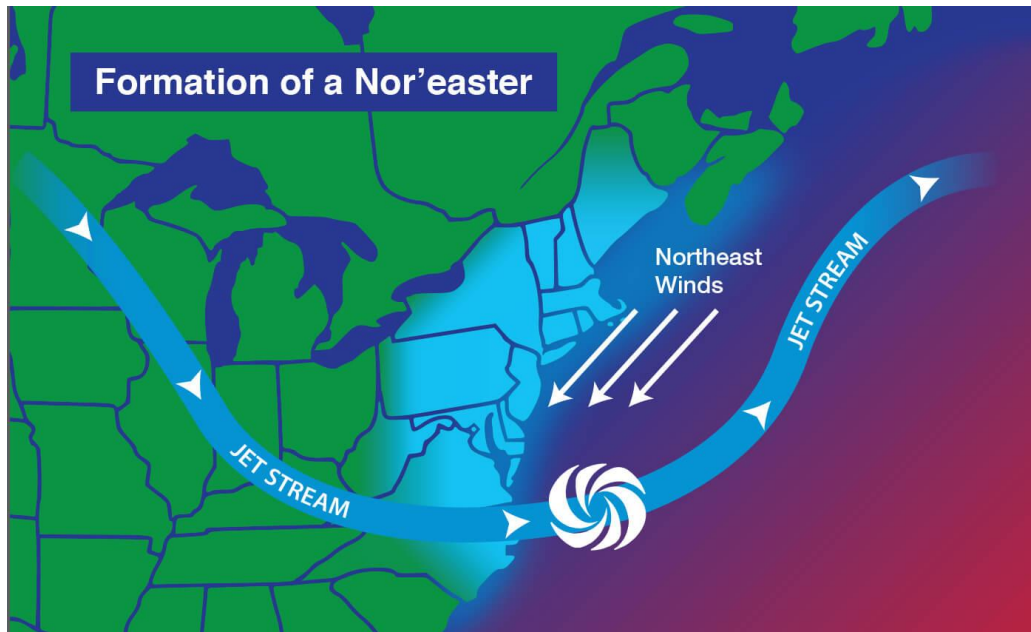 Formation of a Nor'easter
Northeast
Winds
JET STREAM
JET STREAM